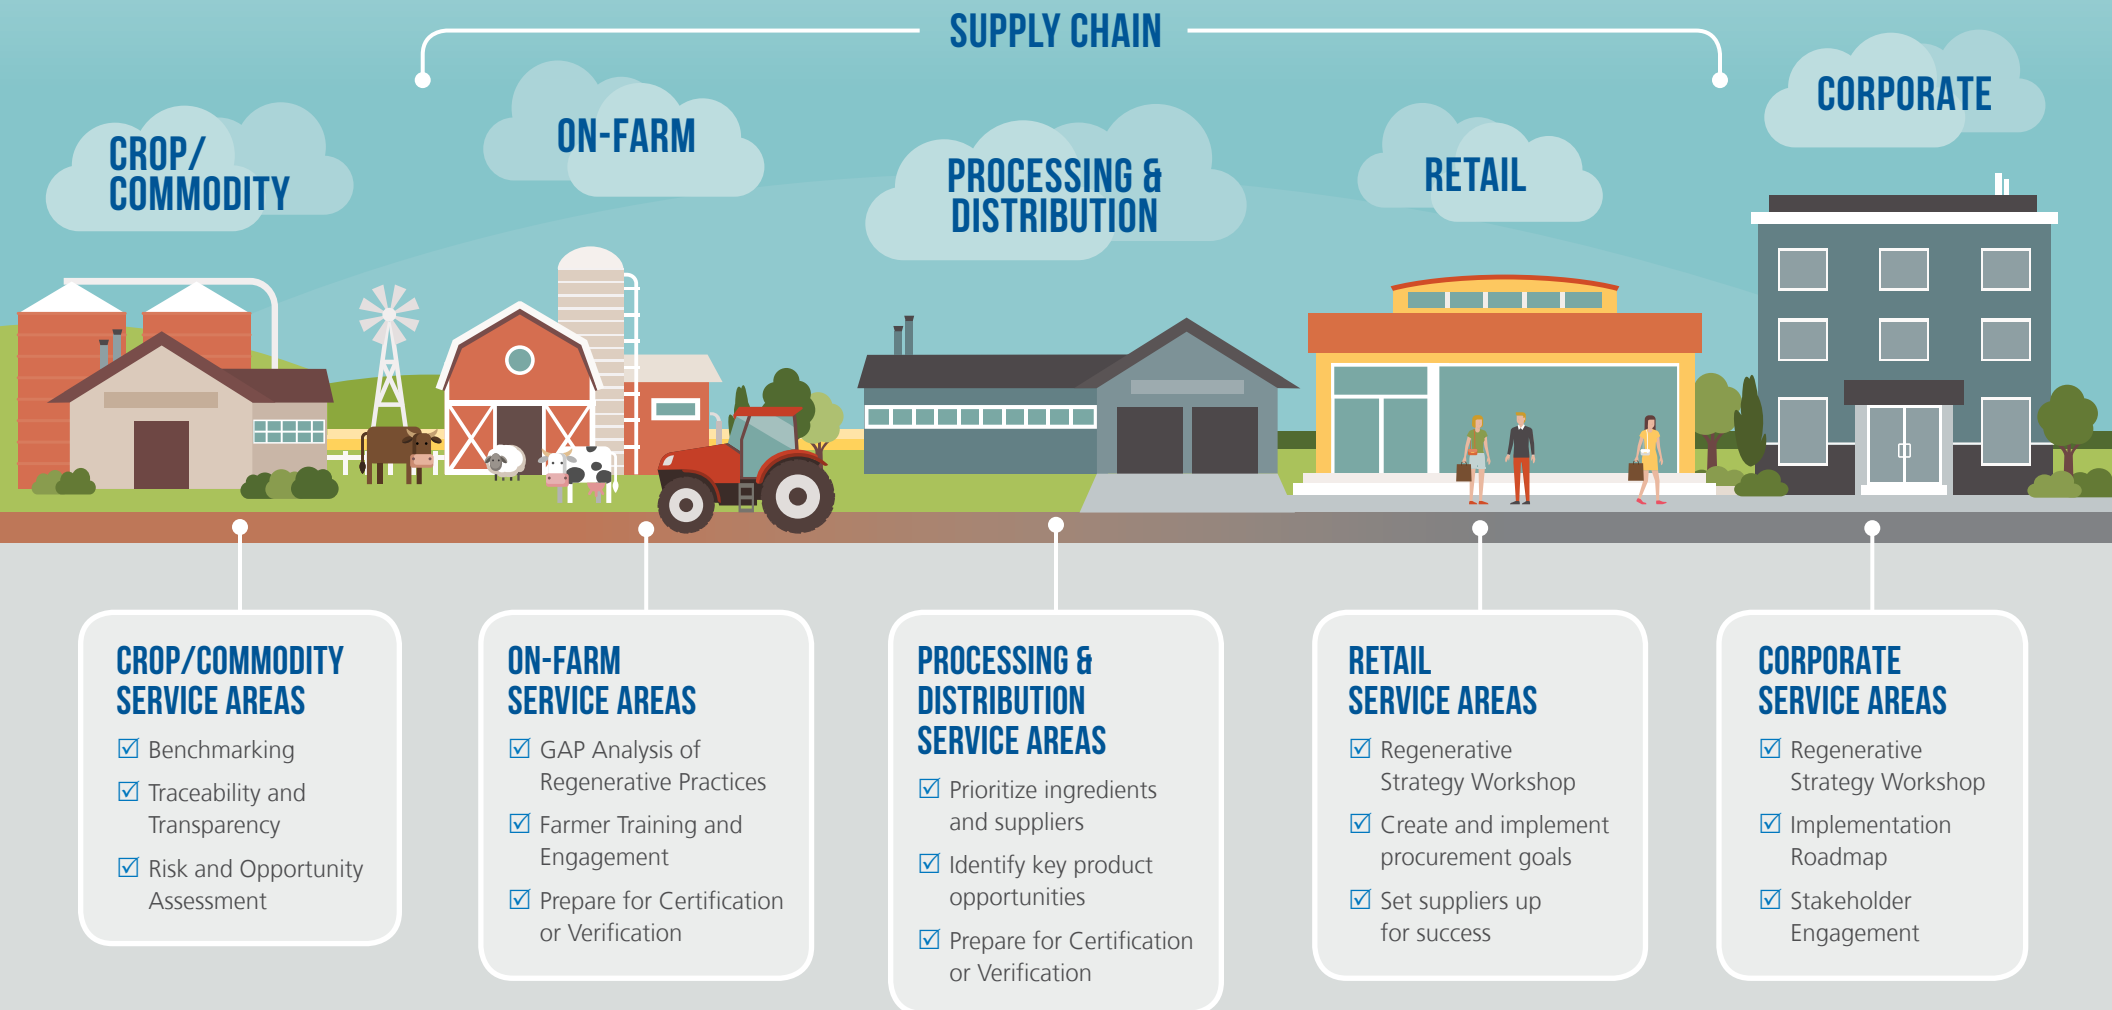 SUPPLY CHAIN
CROP/
COMMODITY
ON-FARM
PROCESSING &
DISTRIBUTION
RETAIL
CORPORATE
CROP/COMMODITY
SERVICE AREAS
Benchmarking
Traceability and
Transparency
Risk and Opportunity
Assessment
ON-FARM
SERVICE AREAS
GAP Analysis of
Regenerative Practices
Farmer Training and
Engagement
Prepare for Certification
or Verification
PROCESSING &
DISTRIBUTION
SERVICE AREAS
Prioritize ingredients
and suppliers
Identify key product
opportunities
Prepare for Certification
or Verification
RETAIL
SERVICE AREAS
Regenerative
Strategy Workshop
Create and implement
procurement goals
Set suppliers up
for success
CORPORATE
SERVICE AREAS
Regenerative
Strategy Workshop
Implementation
Roadmap
Stakeholder
Engagement